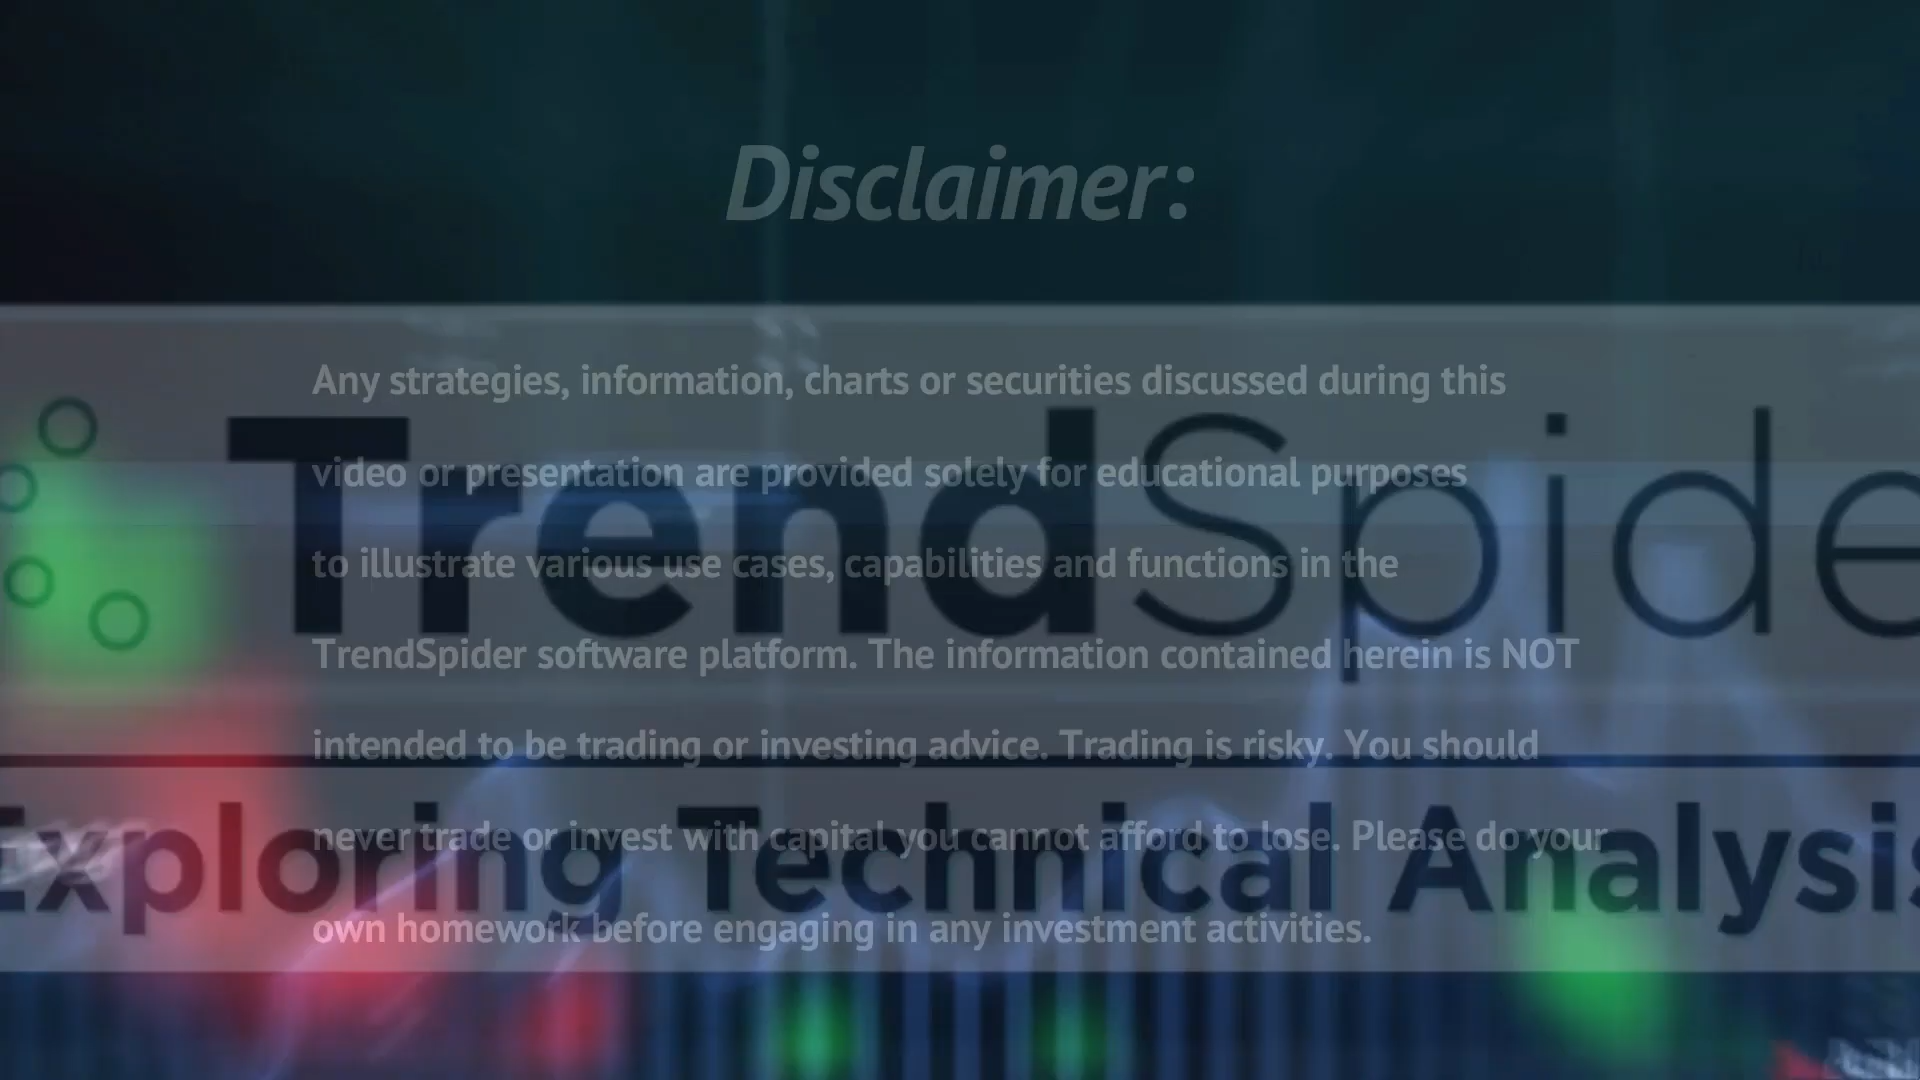 Disclaimer:
Any strategies, information, charts or securities discussed during this
TrendSpide
video or presentation are provided solely for educational purposes
to illustrate various use cases, capabilities and functions in the
TrendSpider software platform. The information contained herein is NOT
intended to be trading or investing advice. Trading is risky. You should
never trade or invest with capital you cannot afford to lose. Please do your
Exploring Technical Analysis
own homework before engaging in any investment activities.